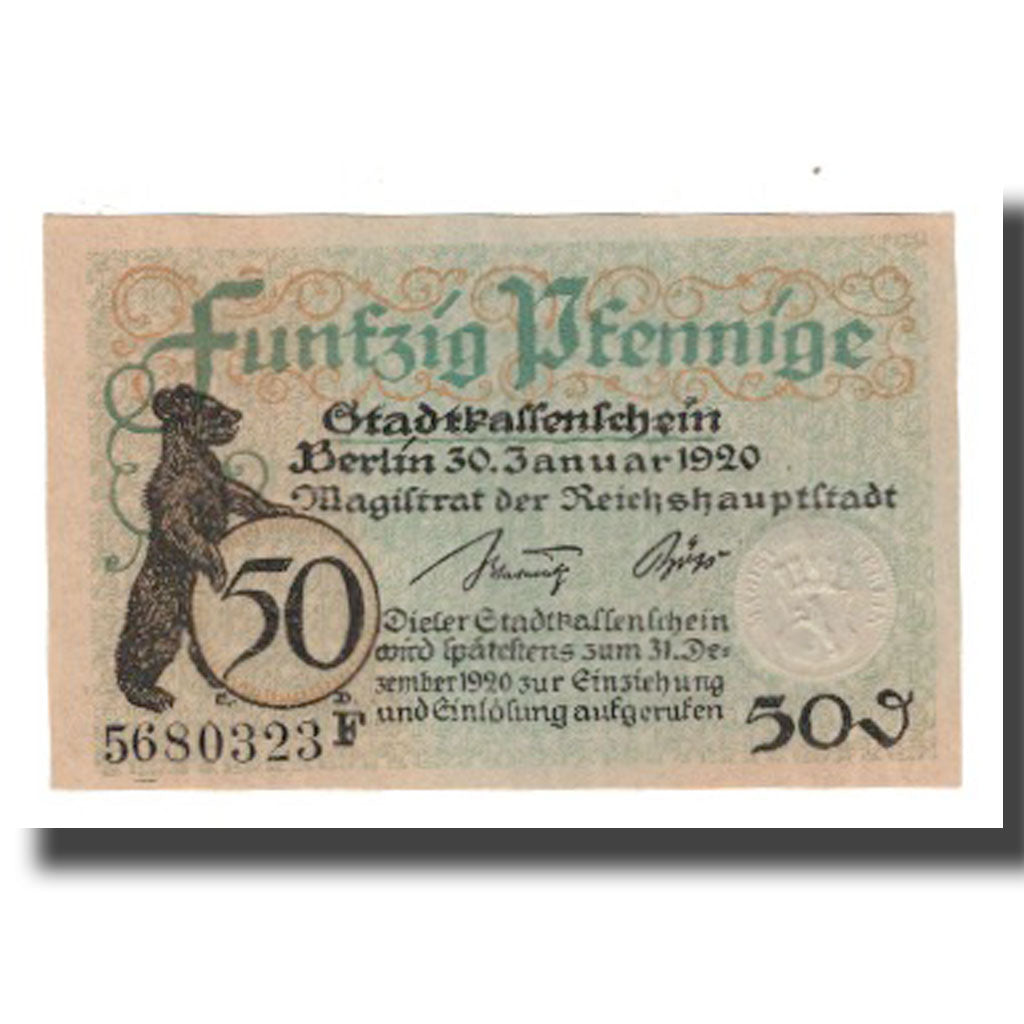 Funfzig Pfennige
Stadtkassenschein
Berlin 30. Januar 1920
Magistrat der Reichshauptstadt
50
Dieser Stadtkassenschein
wird spätestens zum 31. De=
zember 1920 zur Einziehung
und Einlösung aufgerufen
5680323 F
50₰